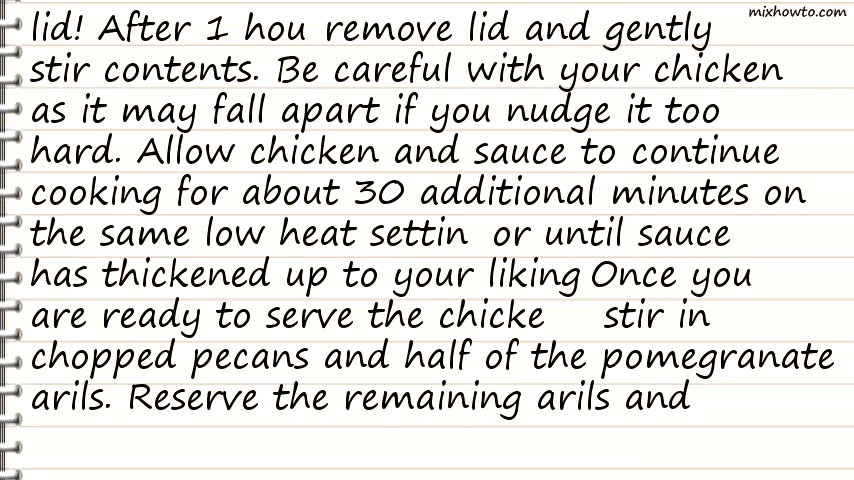 mixhowto.com
lid! After 1 hou remove lid and gently
stir contents. Be careful with your chicken
as it may fall apart if you nudge it too
hard. Allow chicken and sauce to continue
cooking for about 30 additional minutes on
the same low heat settin or until sauce
has thickened up to your liking Once you
are ready to serve the chicke stir in
chopped pecans and half of the pomegranate
arils. Reserve the remaining arils and